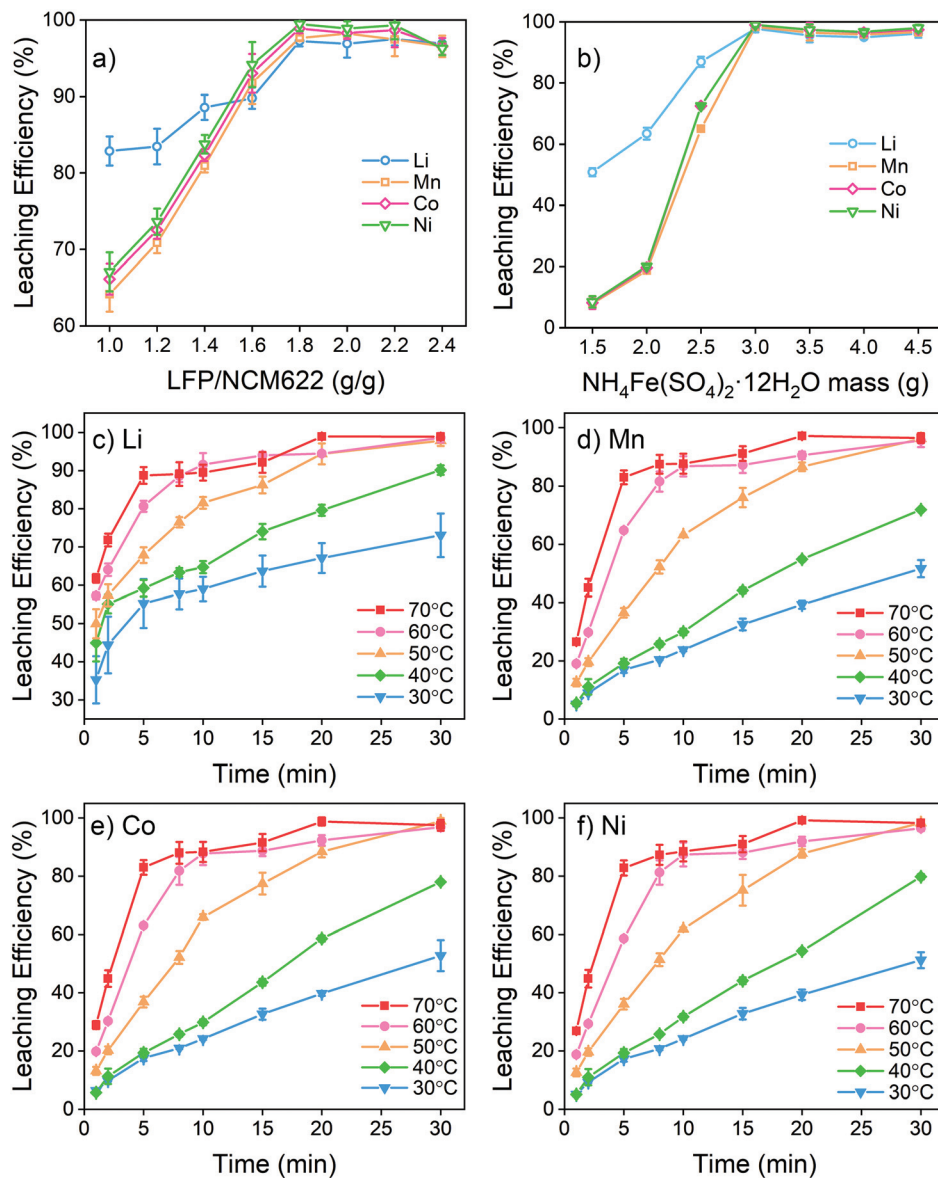 a)
Leaching Efficiency (%)
100
90
80
70
60
Li
Mn
Co
Ni
1.0 1.2 1.4 1.6 1.8 2.0 2.2 2.4
LFP/NCM622 (g/g)
b)
Leaching Efficiency (%)
100
80
60
40
20
0
Li
Mn
Co
Ni
1.5 2.0 2.5 3.0 3.5 4.0 4.5
NH₄Fe(SO₄)₂·12H₂O mass (g)
c) Li
Leaching Efficiency (%)
100
90
80
70
60
50
40
30
70°C
60°C
50°C
40°C
30°C
0 5 10 15 20 25 30
Time (min)
d) Mn
Leaching Efficiency (%)
100
80
60
40
20
0
70°C
60°C
50°C
40°C
30°C
0 5 10 15 20 25 30
Time (min)
e) Co
Leaching Efficiency (%)
100
80
60
40
20
0
70°C
60°C
50°C
40°C
30°C
0 5 10 15 20 25 30
Time (min)
f) Ni
Leaching Efficiency (%)
100
80
60
40
20
0
70°C
60°C
50°C
40°C
30°C
0 5 10 15 20 25 30
Time (min)